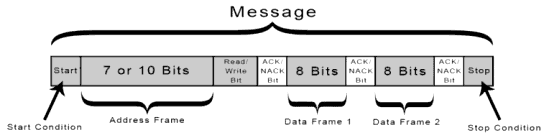 Message
Start
7 or 10 Bits
Read/
Write
Bit
ACK/
NACK
Bit
8 Bits
ACK/
NACK
Bit
8 Bits
ACK/
NACK
Bit
Stop
Start Condition
Address Frame
Data Frame 1
Data Frame 2
Stop Condition